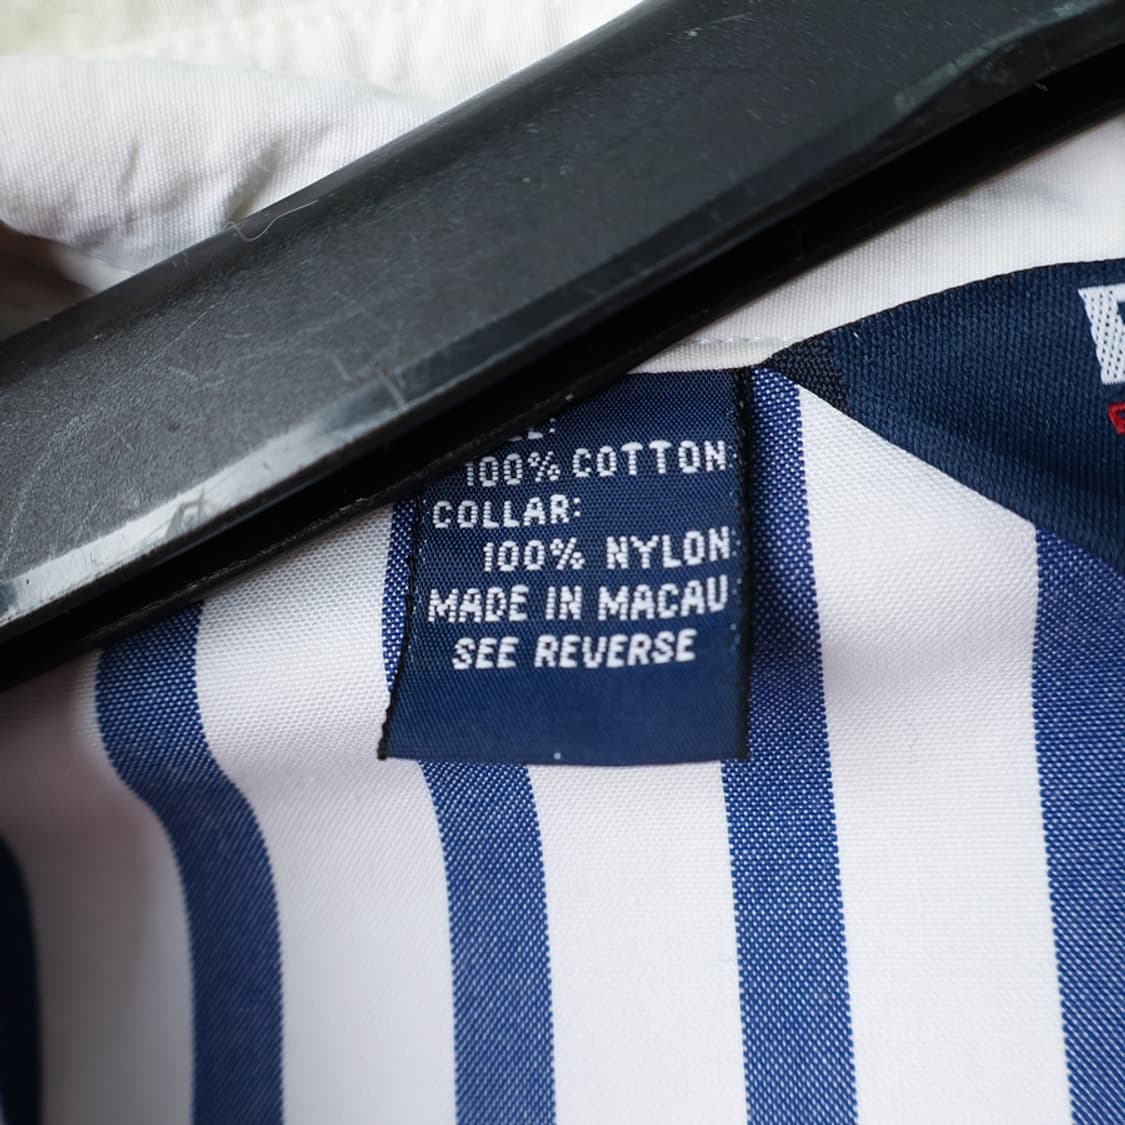 100% COTTON
COLLAR:
100% NYLON
MADE IN MACAU
SEE REVERSE